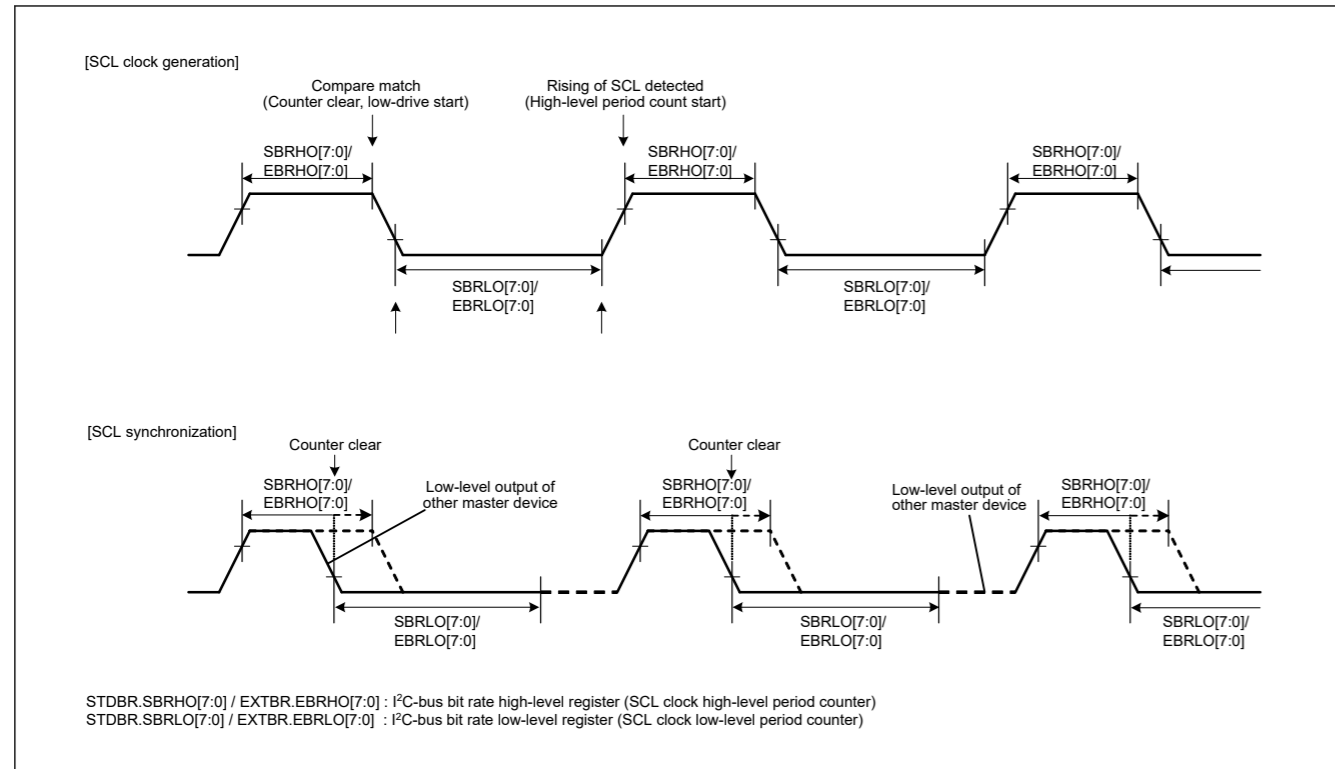 [SCL clock generation]
Compare match
(Counter clear, low-drive start)
Rising of SCL detected
(High-level period count start)
SBRHO[7:0]/
EBRHO[7:0]
SBRHO[7:0]/
EBRHO[7:0]
SBRHO[7:0]/
EBRHO[7:0]
SBRLO[7:0]/
EBRLO[7:0]
SBRLO[7:0]/
EBRLO[7:0]
[SCL synchronization]
Counter clear
Counter clear
SBRHO[7:0]/
EBRHO[7:0]
Low-level output of
other master device
SBRHO[7:0]/
EBRHO[7:0]
Low-level output of
other master device
SBRHO[7:0]/
EBRHO[7:0]
SBRLO[7:0]/
EBRLO[7:0]
SBRLO[7:0]/
EBRLO[7:0]
SBRLO[7:0]/
EBRLO[7:0]
STDBR.SBRHO[7:0] / EXTBR.EBRHO[7:0] : I²C-bus bit rate high-level register (SCL clock high-level period counter)
STDBR.SBRLO[7:0] / EXTBR.EBRLO[7:0] : I²C-bus bit rate low-level register (SCL clock low-level period counter)